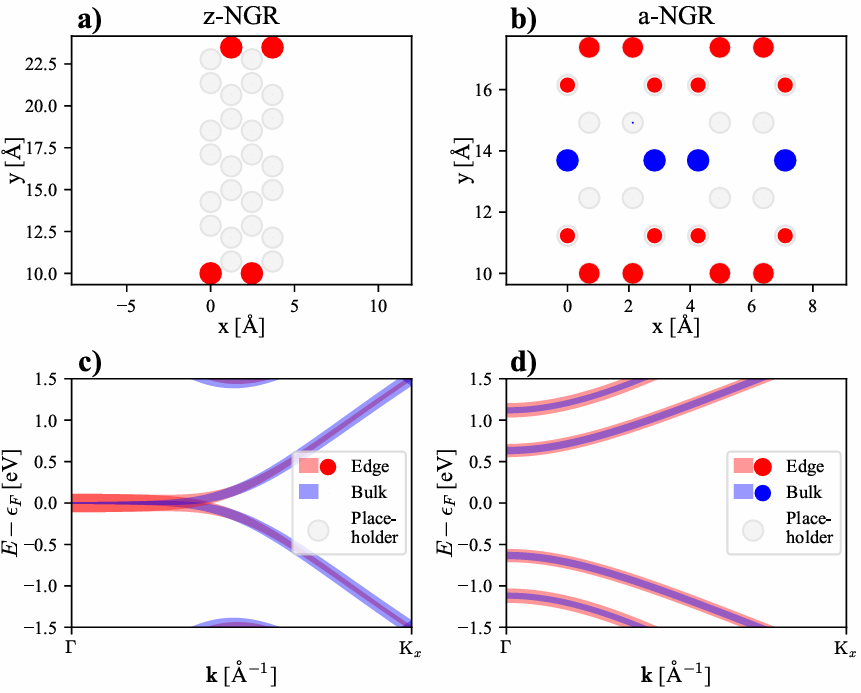 a) z-NGR
22.5
20.0
17.5
15.0
12.5
10.0
y [Å]
−5 0 5 10
x [Å]
b) a-NGR
16
14
12
10
y [Å]
0 2 4 6 8
x [Å]
c)
1.5
1.0
0.5
0.0
−0.5
−1.0
−1.5
E − ϵF [eV]
Edge
Bulk
Place-
holder
Γ Kx
k [Å−1]
d)
1.5
1.0
0.5
0.0
−0.5
−1.0
−1.5
E − ϵF [eV]
Edge
Bulk
Place-
holder
Γ Kx
k [Å−1]